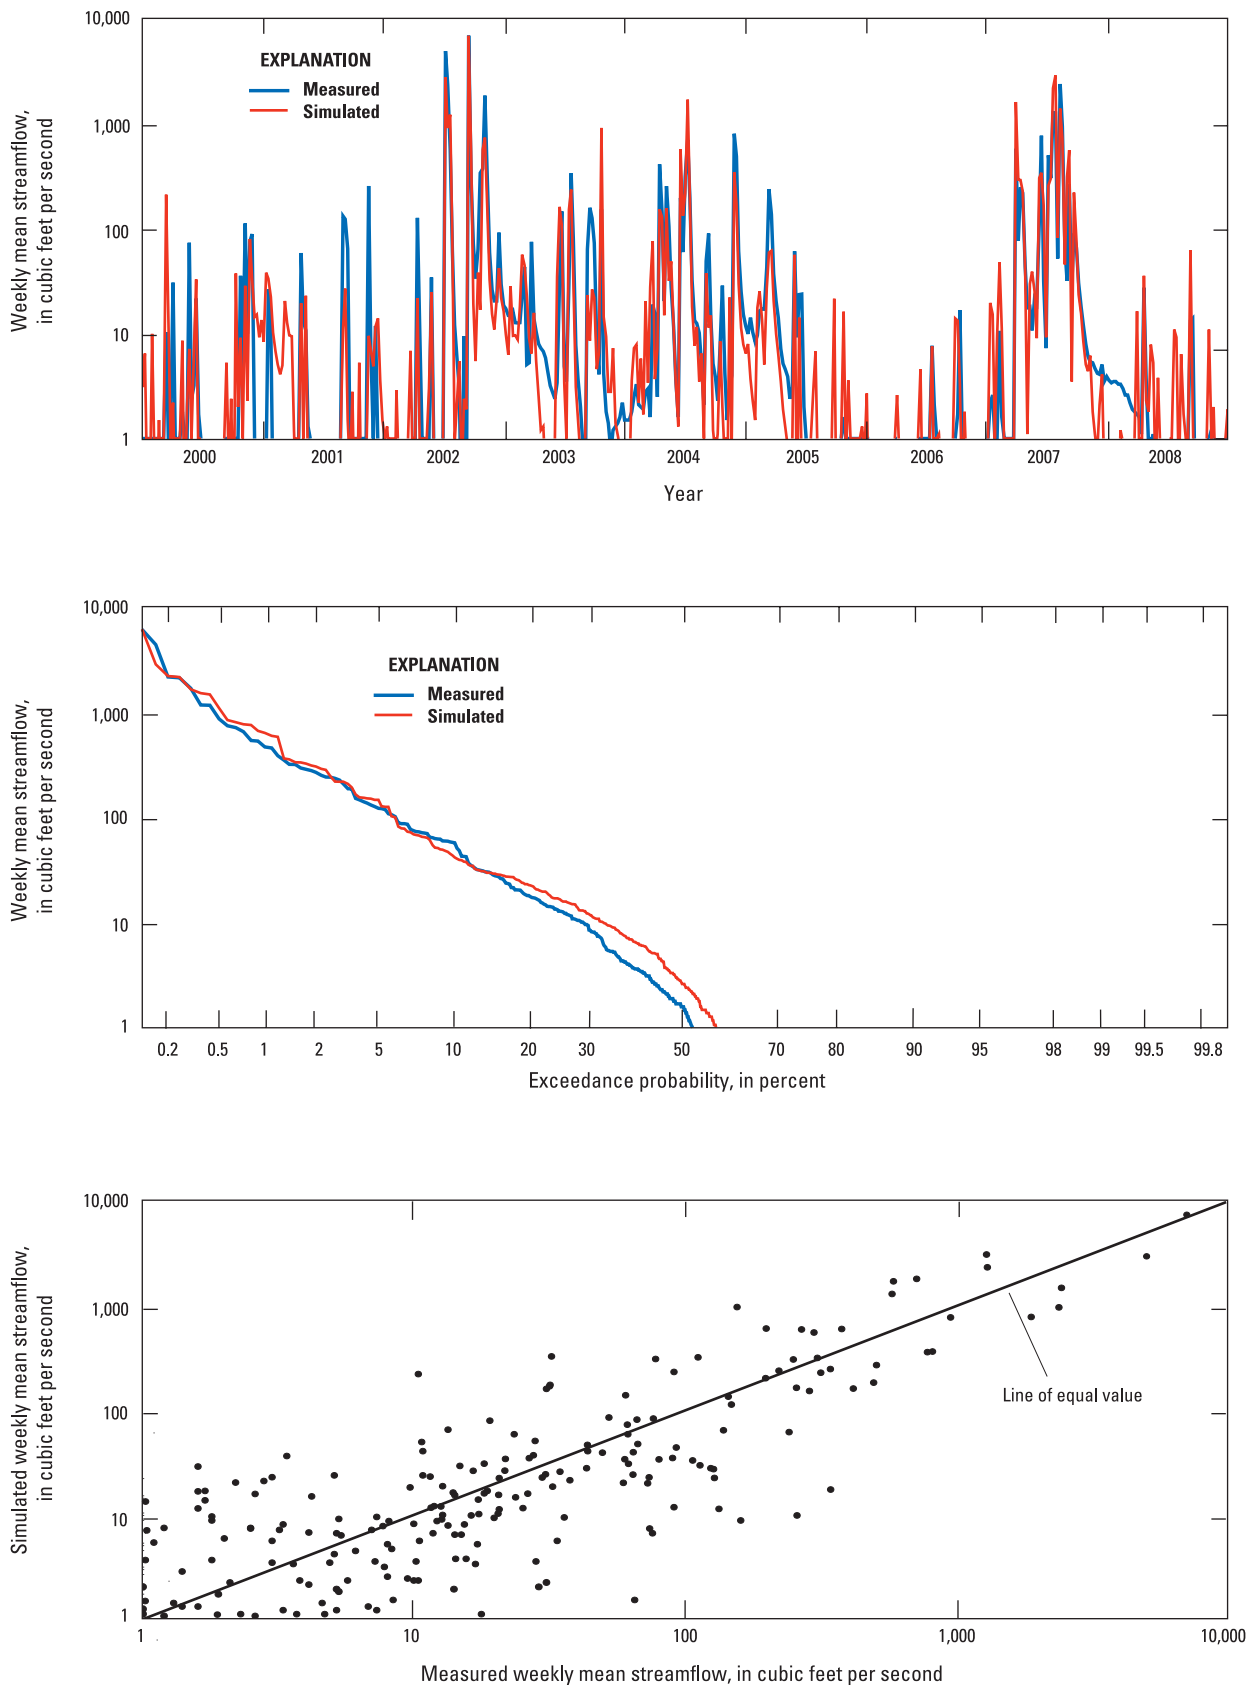 10,000
1,000
100
10
1
Weekly mean streamflow,
in cubic feet per second
EXPLANATION
Measured
Simulated
2000
2001
2002
2003
2004
2005
2006
2007
2008
Year
10,000
1,000
100
10
1
Weekly mean streamflow,
in cubic feet per second
EXPLANATION
Measured
Simulated
0.2
0.5
1
2
5
10
20
30
50
70
80
90
95
98
99
99.5
99.8
Exceedance probability, in percent
10,000
1,000
100
10
1
Simulated weekly mean streamflow,
in cubic feet per second
Line of equal value
1
10
100
1,000
10,000
Measured weekly mean streamflow, in cubic feet per second